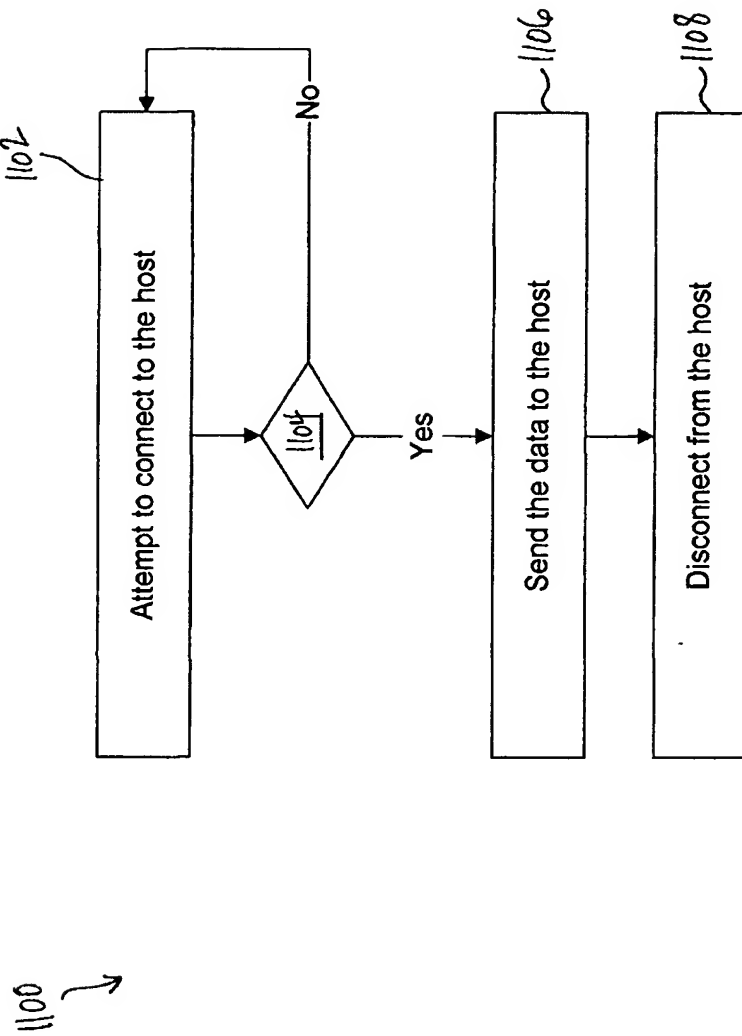 1100
1102
Attempt to connect to the host
1104
No
Yes
1106
Send the data to the host
1108
Disconnect from the host